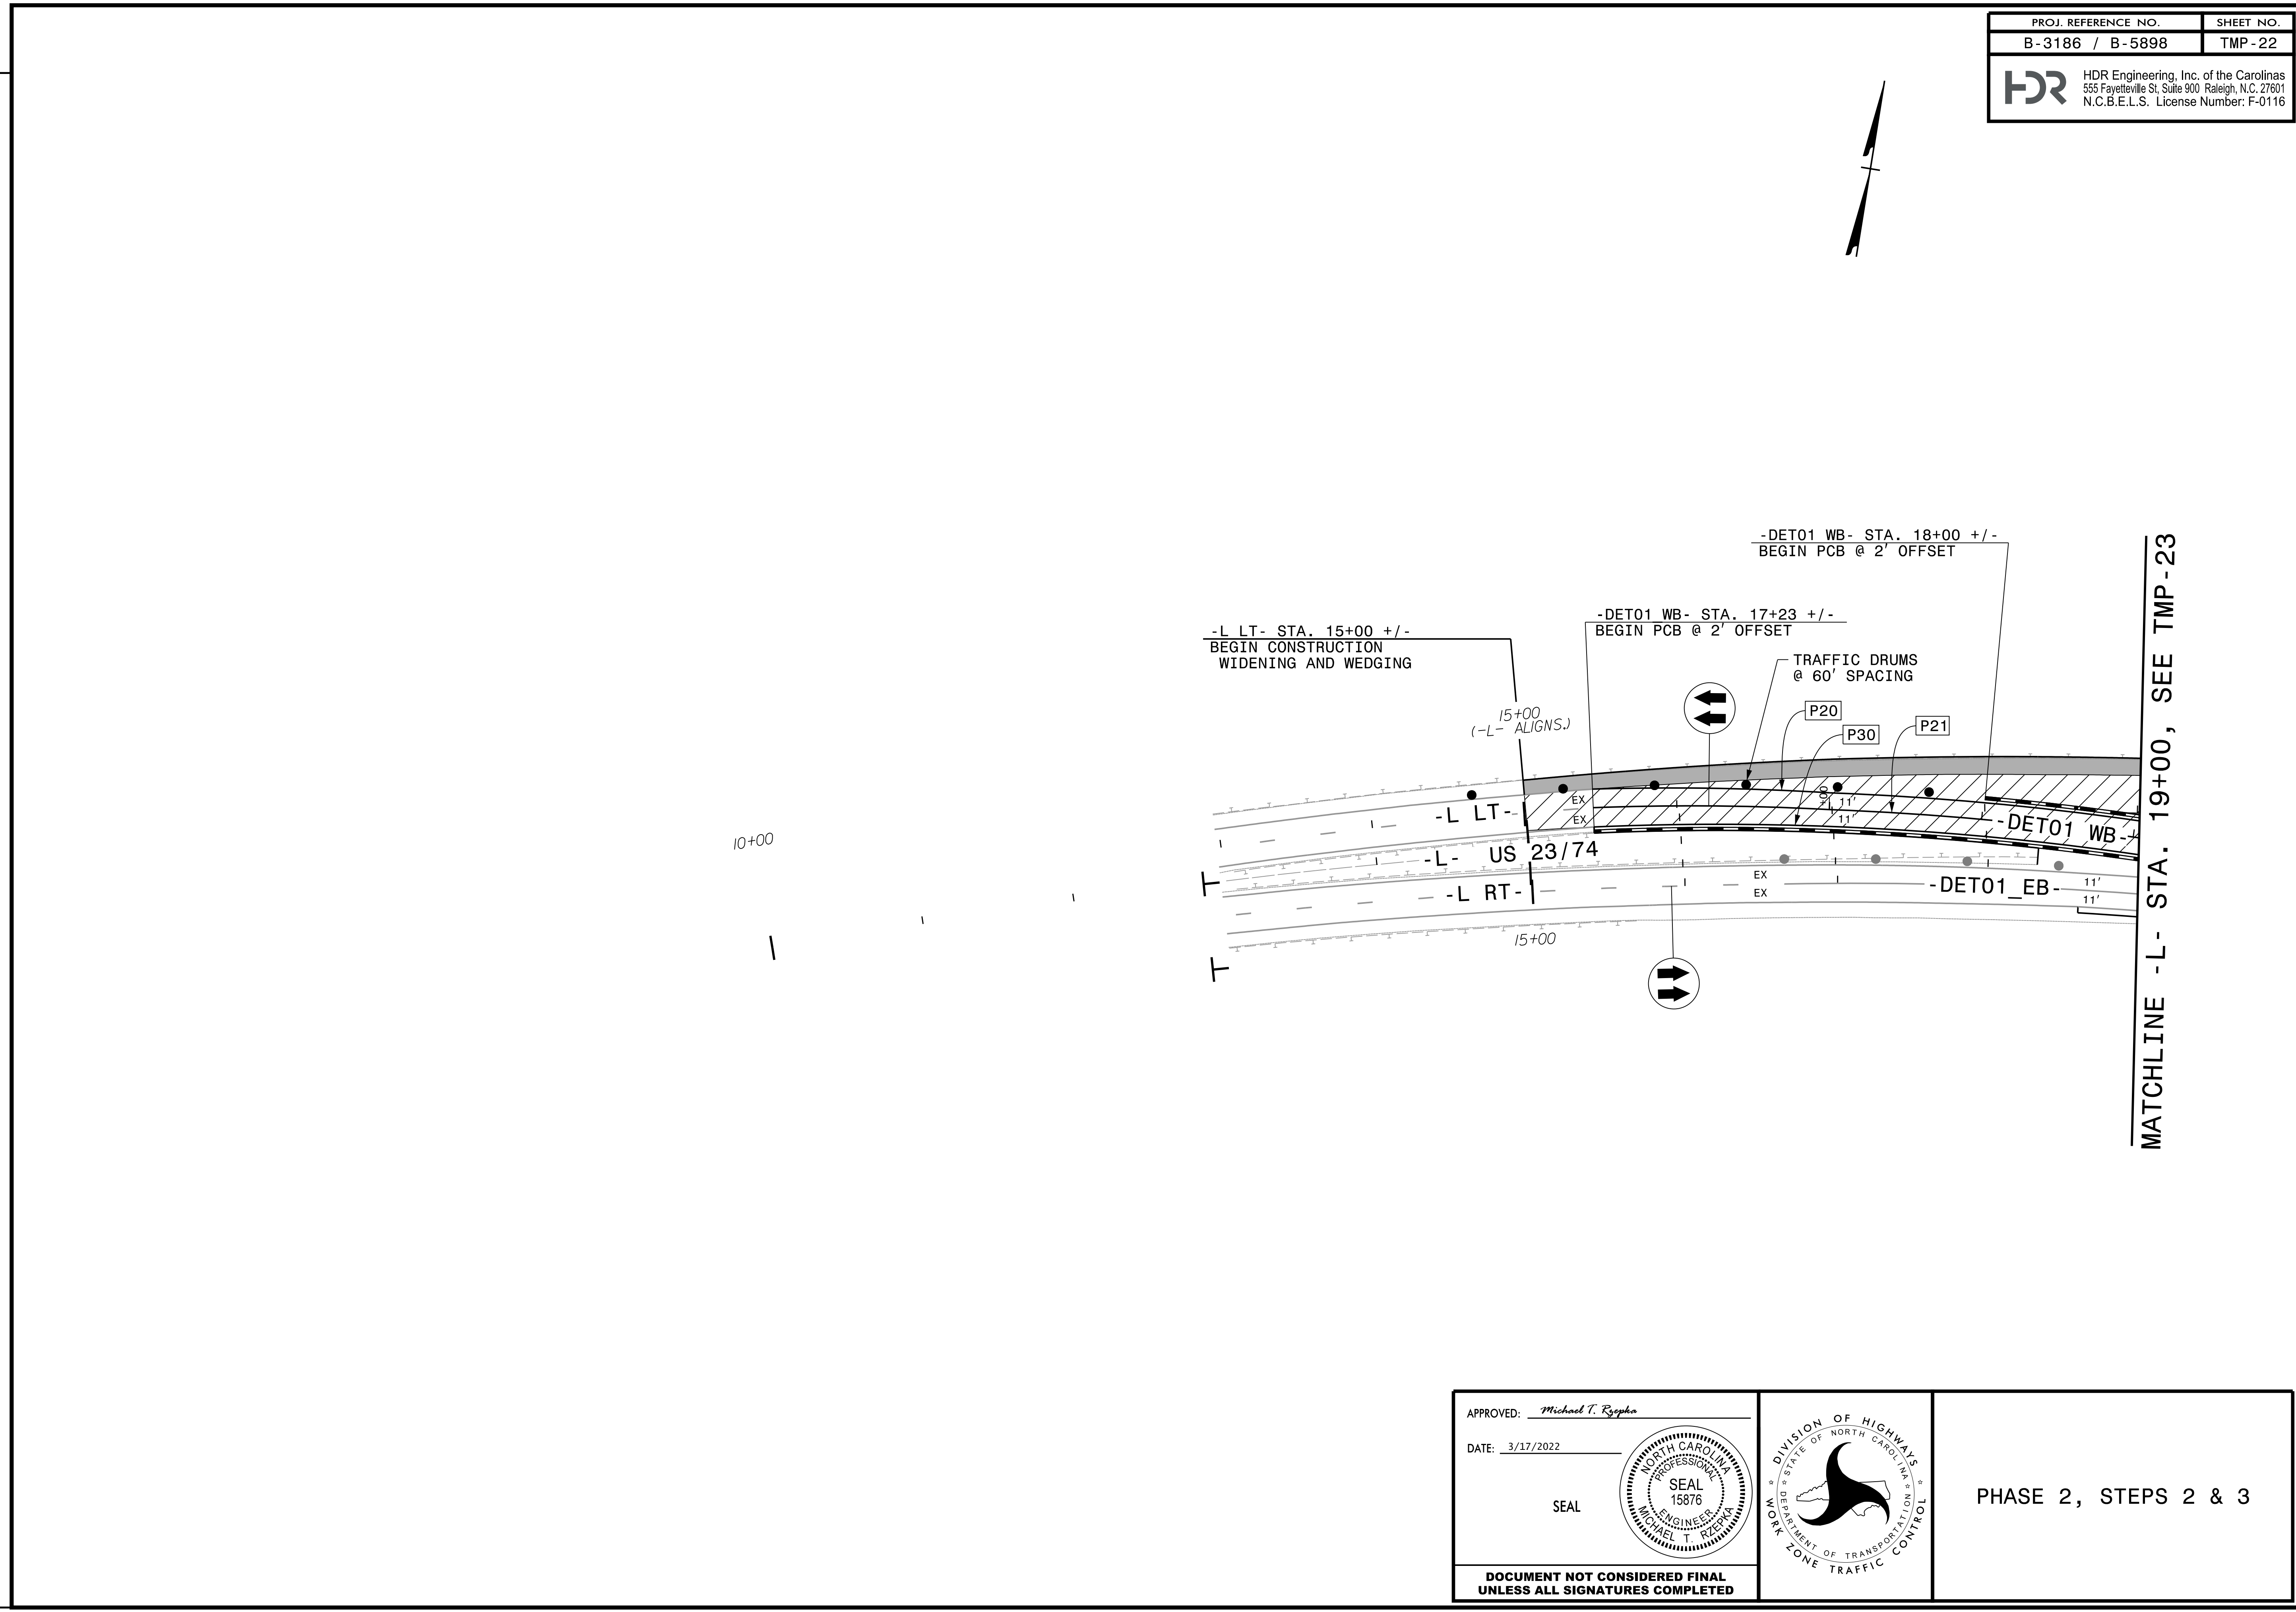 PROJ. REFERENCE NO.
SHEET NO.
B-3186 / B-5898
TMP-22
HDR
HDR Engineering, Inc. of the Carolinas
555 Fayetteville St, Suite 900 Raleigh, N.C. 27601
N.C.B.E.L.S. License Number: F-0116
-DET01 WB- STA. 18+00 +/-
BEGIN PCB @ 2' OFFSET
-DET01 WB- STA. 17+23 +/-
BEGIN PCB @ 2' OFFSET
-L LT- STA. 15+00 +/-
BEGIN CONSTRUCTION
WIDENING AND WEDGING
TRAFFIC DRUMS
@ 60' SPACING
15+00
(-L- ALIGNS.)
P20
P30
P21
10+00
-L LT-
EX
EX
+00
11'
11'
-DET01 WB-
-L- US 23/74
-L RT-
EX
EX
-DET01_EB-
11'
11'
15+00
MATCHLINE -L- STA. 19+00, SEE TMP-23
APPROVED: Michael T. Rzepka
DATE: 3/17/2022
SEAL
NORTH CAROLINA
PROFESSIONAL
SEAL
15876
ENGINEER
MICHAEL T. RZEPKA
DOCUMENT NOT CONSIDERED FINAL
UNLESS ALL SIGNATURES COMPLETED
DIVISION OF HIGHWAYS
STATE OF NORTH CAROLINA
DEPARTMENT OF TRANSPORTATION
WORK ZONE TRAFFIC CONTROL
PHASE 2, STEPS 2 & 3